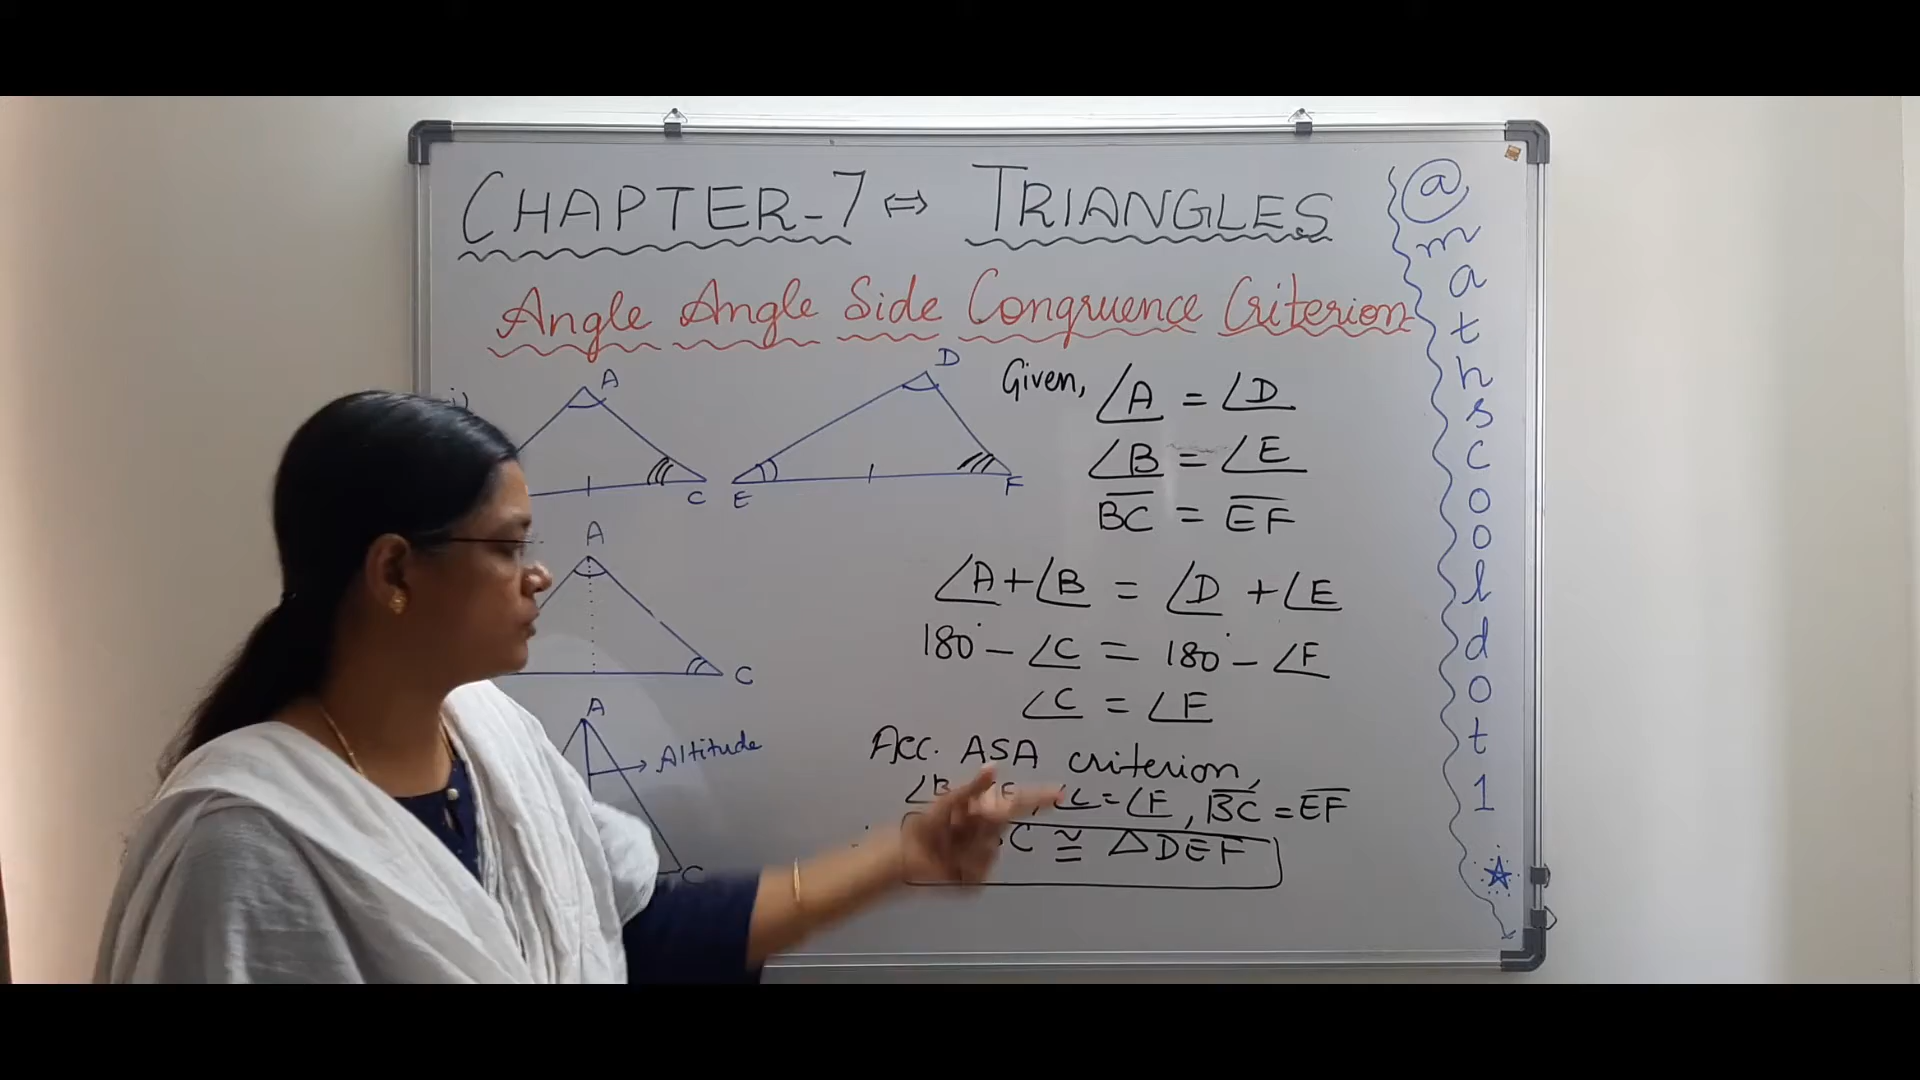 CHAPTER-7 ⇔ TRIANGLES
Angle Angle Side Congruence Criterion
A
C
D
E
F
Given, ∠A = ∠D
∠B = ∠E
BC = EF
∠A+∠B = ∠D +∠E
180° - ∠C = 180° - ∠F
∠C = ∠F
Acc. ASA criterion,
∠B , ∠C = ∠F, BC = EF
C ≅ △DEF
A
C
A
Altitude
C
@mathscooldot1